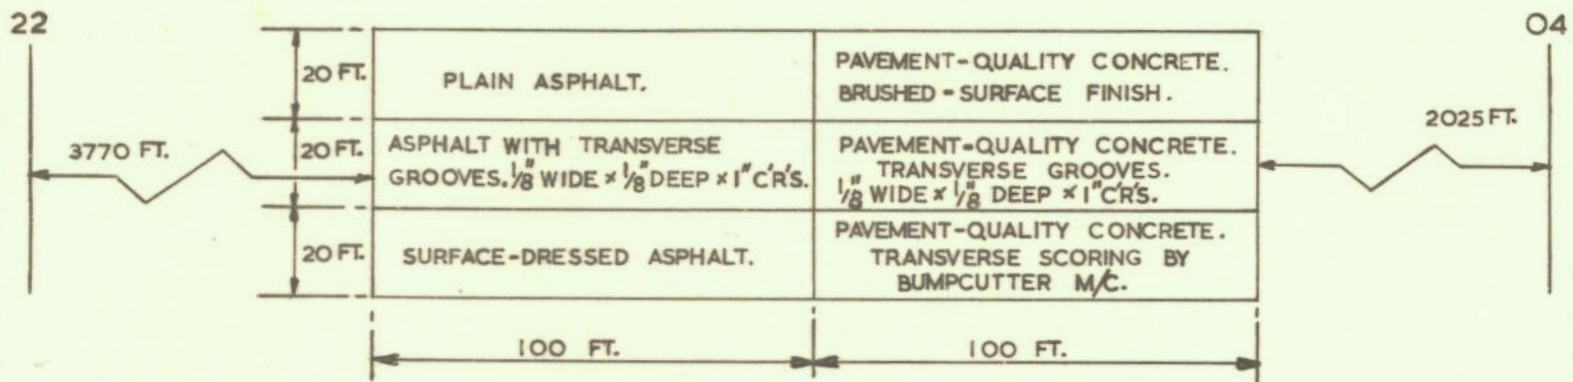 22
04
20 FT.
PLAIN ASPHALT.
PAVEMENT-QUALITY CONCRETE.
BRUSHED-SURFACE FINISH.
3770 FT.
20 FT.
ASPHALT WITH TRANSVERSE
GROOVES. 1/8" WIDE × 1/8" DEEP × 1" C'R'S.
PAVEMENT-QUALITY CONCRETE.
TRANSVERSE GROOVES.
1/8" WIDE × 1/8" DEEP × 1" C'R'S.
2025 FT.
20 FT.
SURFACE-DRESSED ASPHALT.
PAVEMENT-QUALITY CONCRETE.
TRANSVERSE SCORING BY
BUMPCUTTER M/C.
100 FT.
100 FT.